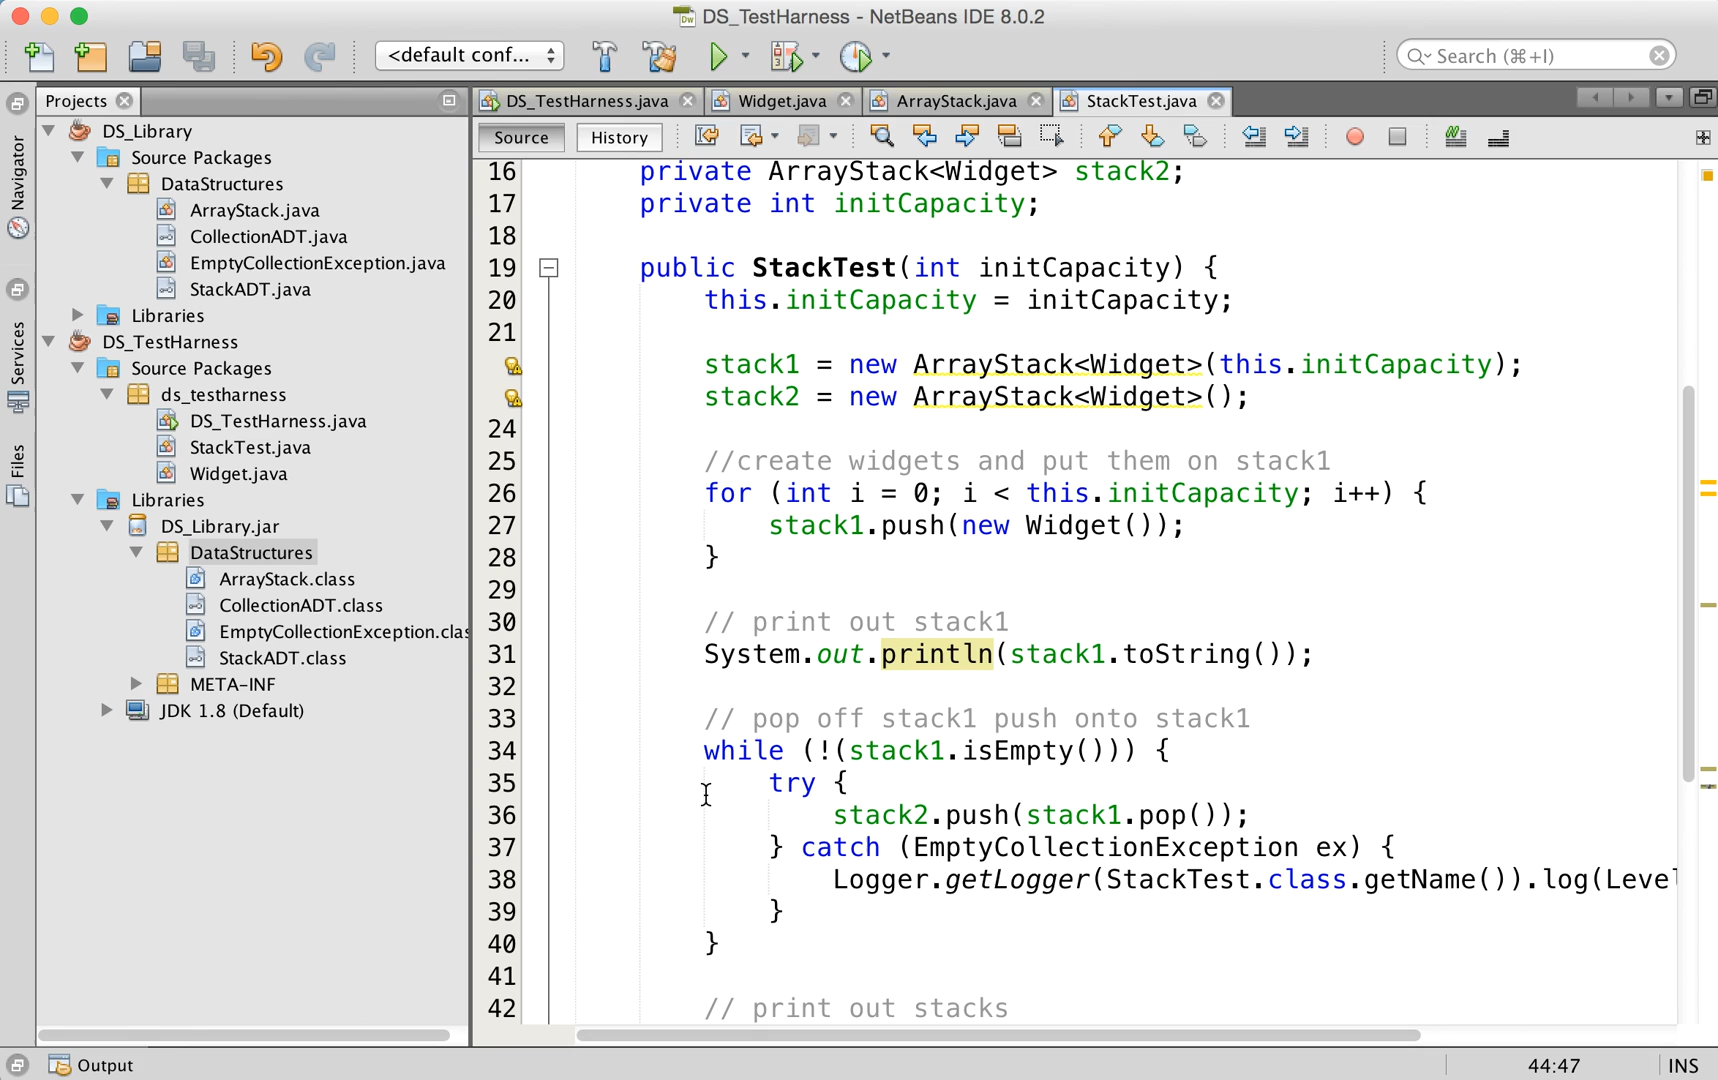 DS_TestHarness - NetBeans IDE 8.0.2
<default conf...
Search (⌘+I)
Projects
DS_TestHarness.java
Widget.java
ArrayStack.java
StackTest.java
Source
History
Navigator
Services
Files
DS_Library
Source Packages
DataStructures
ArrayStack.java
CollectionADT.java
EmptyCollectionException.java
StackADT.java
Libraries
DS_TestHarness
Source Packages
ds_testharness
DS_TestHarness.java
StackTest.java
Widget.java
Libraries
DS_Library.jar
DataStructures
ArrayStack.class
CollectionADT.class
EmptyCollectionException.clas
StackADT.class
META-INF
JDK 1.8 (Default)
16 private ArrayStack<Widget> stack2;
17 private int initCapacity;
18
19 public StackTest(int initCapacity) {
20 this.initCapacity = initCapacity;
21
stack1 = new ArrayStack<Widget>(this.initCapacity);
stack2 = new ArrayStack<Widget>();
24
25 //create widgets and put them on stack1
26 for (int i = 0; i < this.initCapacity; i++) {
27 stack1.push(new Widget());
28 }
29
30 // print out stack1
31 System.out.println(stack1.toString());
32
33 // pop off stack1 push onto stack1
34 while (!(stack1.isEmpty())) {
35 try {
36 stack2.push(stack1.pop());
37 } catch (EmptyCollectionException ex) {
38 Logger.getLogger(StackTest.class.getName()).log(Level
39 }
40 }
41
42 // print out stacks
Output
44:47
INS